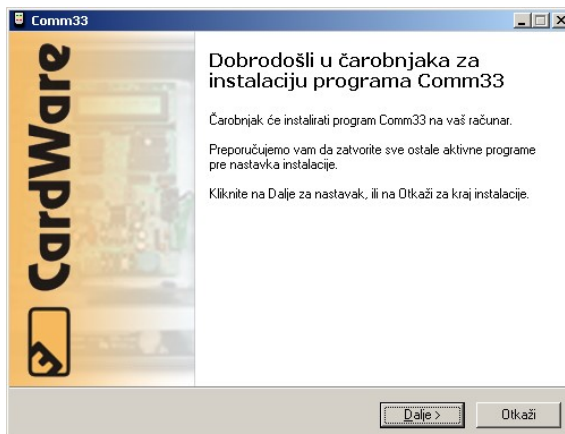 Comm33
CardWare
Dobrodošli u čarobnjaka za
instalaciju programa Comm33
Čarobnjak će instalirati program Comm33 na vaš računar.
Preporučujemo vam da zatvorite sve ostale aktivne programe
pre nastavka instalacije.
Kliknite na Dalje za nastavak, ili na Otkaži za kraj instalacije.
Dalje >
Otkaži